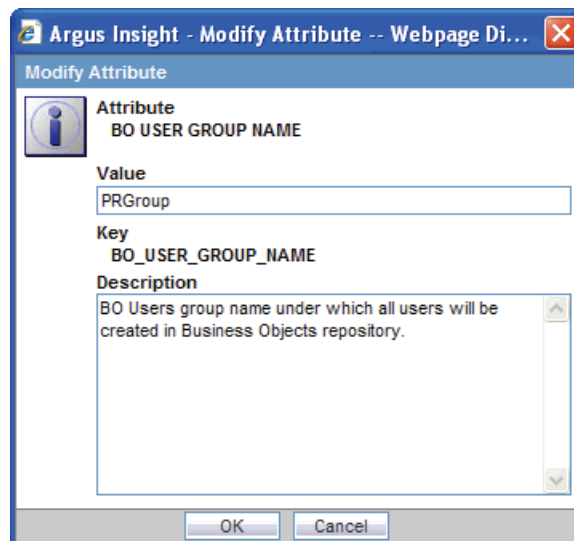 Argus Insight - Modify Attribute -- Webpage Di...
Modify Attribute
Attribute
BO USER GROUP NAME
Value
PRGroup
Key
BO_USER_GROUP_NAME
Description
BO Users group name under which all users will be
created in Business Objects repository.
OK Cancel